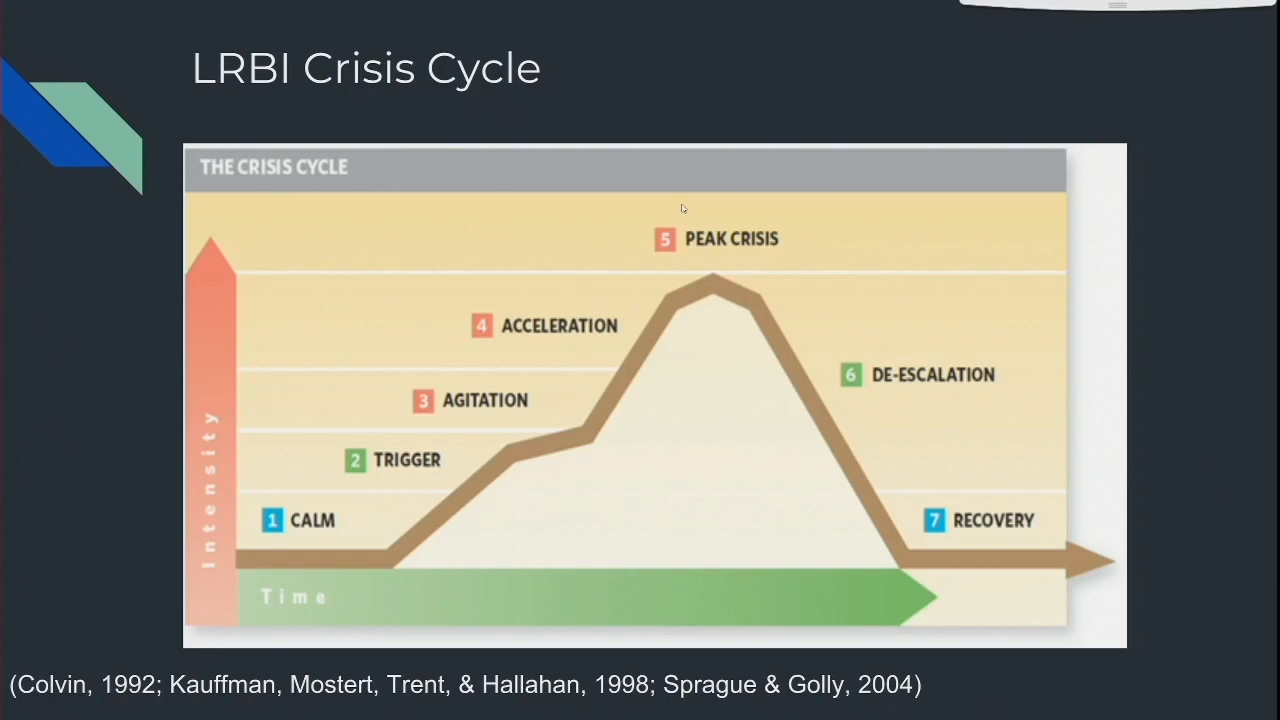 LRBI Crisis Cycle
THE CRISIS CYCLE
5 PEAK CRISIS
4 ACCELERATION
6 DE-ESCALATION
3 AGITATION
2 TRIGGER
1 CALM
7 RECOVERY
Intensity
Time
(Colvin, 1992; Kauffman, Mostert, Trent, & Hallahan, 1998; Sprague & Golly, 2004)